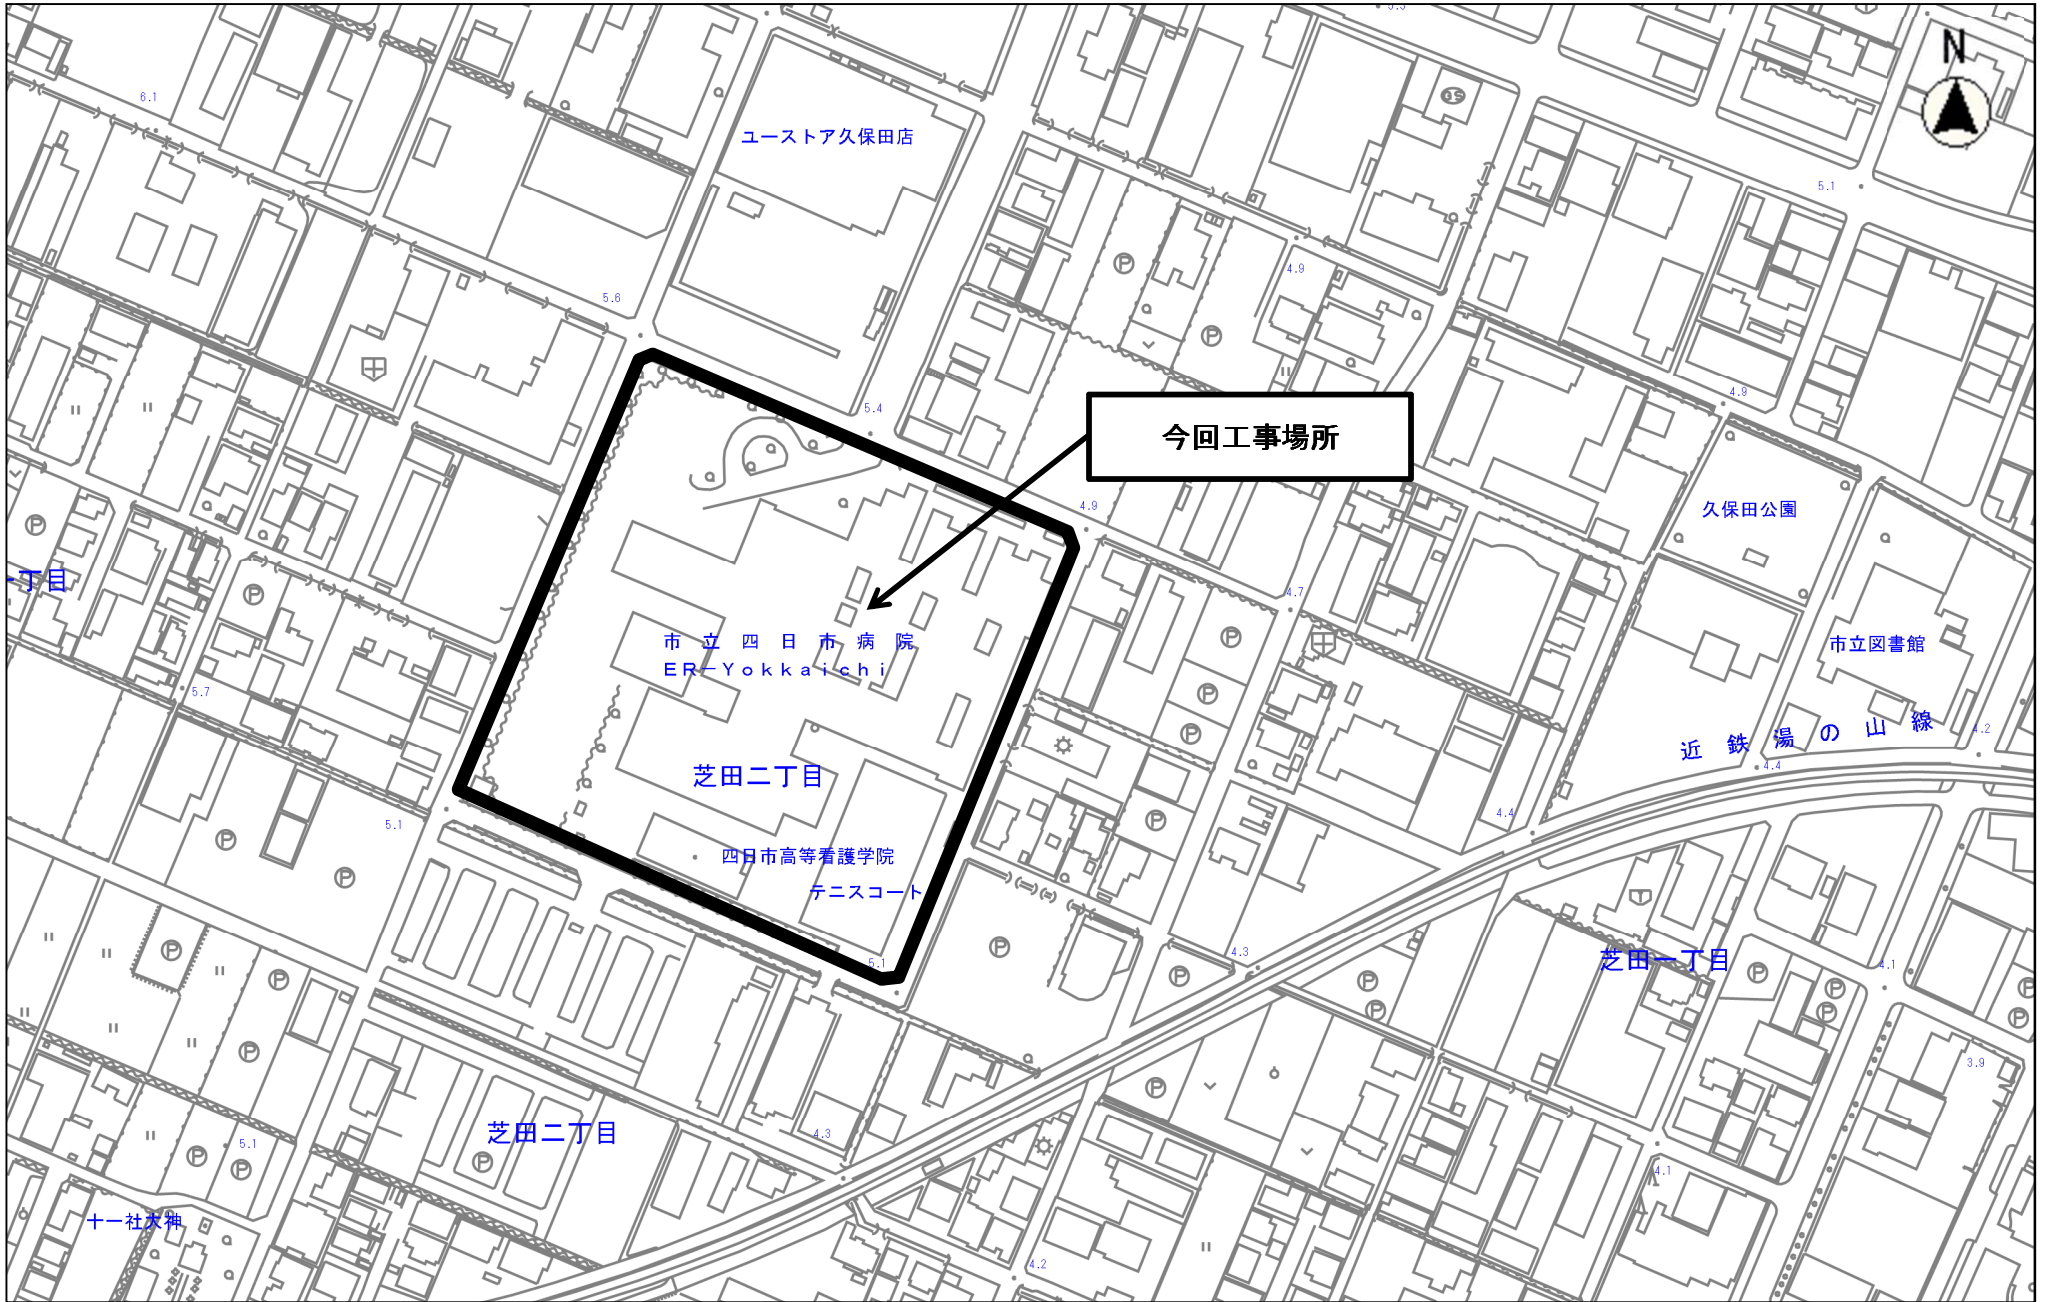 5.3
N
6.1
ユーストア久保田店
GS
5.1
4.9
5.6
P
P
4.9
5.4
今回工事場所
4.9
久保田公園
P
一丁目
P
4.7
市立四日市病院
ER－Yokkaichi
P
市立図書館
5.7
P
P
近鉄湯の山線
4.2
4.4
芝田二丁目
5.1
P
4.4
P
四日市高等看護学院
P
テニスコート
P
P
4.3
5.1
P
P
芝田一丁目
P
4.1
P
P
P
P
P
P
P
P
3.9
P
芝田二丁目
4.3
5.1
P
P
P
4.1
十一社大神
4.2